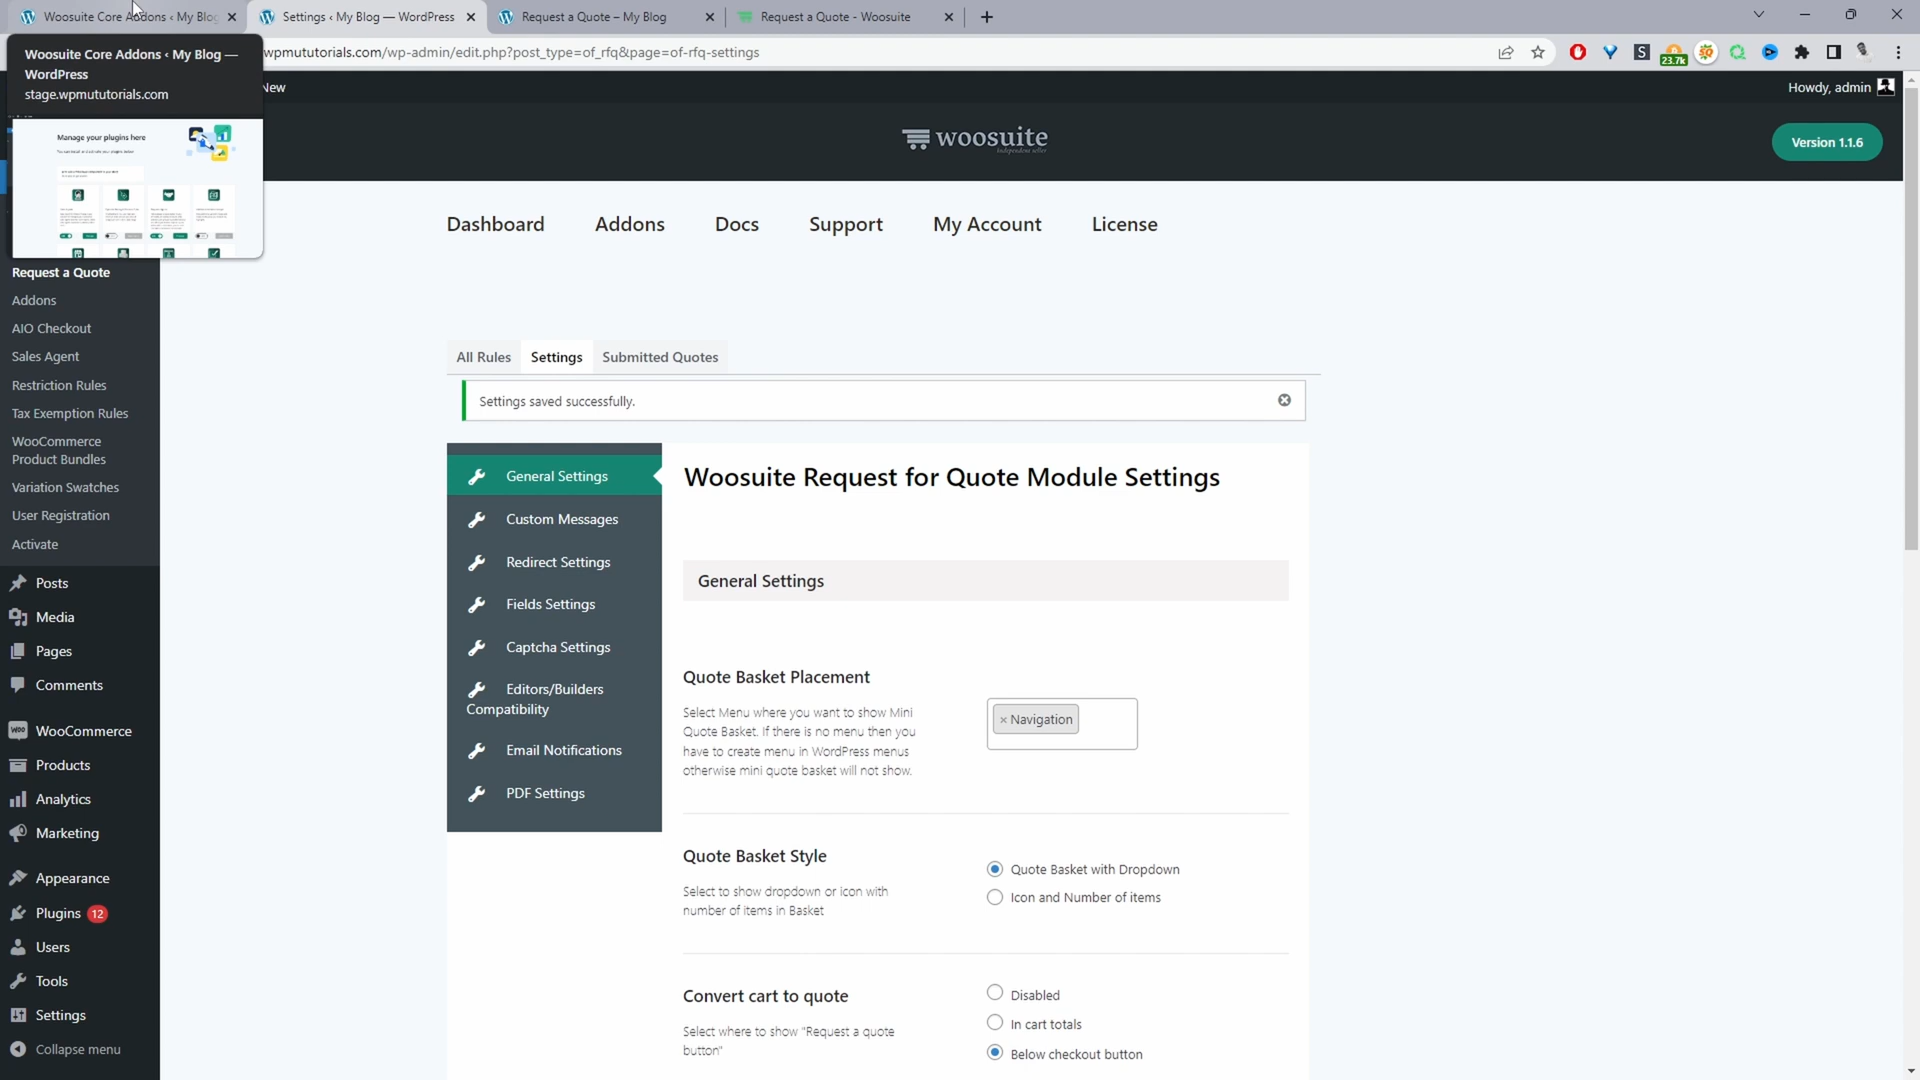 Woosuite Core Addons ‹ My Blog
Settings ‹ My Blog — WordPress
Request a Quote – My Blog
Request a Quote - Woosuite
wpmututorials.com/wp-admin/edit.php?post_type=of_rfq&page=of-rfq-settings
23.7k
Woosuite Core Addons ‹ My Blog —
WordPress
stage.wpmututorials.com
New
Howdy, admin
Manage your plugins here
woosuite
Version 1.1.6
Dashboard
Addons
Docs
Support
My Account
License
Request a Quote
Addons
AIO Checkout
Sales Agent
Restriction Rules
Tax Exemption Rules
WooCommerce
Product Bundles
Variation Swatches
User Registration
Activate
Posts
Media
Pages
Comments
WooCommerce
Products
Analytics
Marketing
Appearance
Plugins 12
Users
Tools
Settings
Collapse menu
All Rules
Settings
Submitted Quotes
Settings saved successfully.
General Settings
Custom Messages
Redirect Settings
Fields Settings
Captcha Settings
Editors/Builders
Compatibility
Email Notifications
PDF Settings
Woosuite Request for Quote Module Settings
General Settings
Quote Basket Placement
Select Menu where you want to show Mini
Quote Basket. If there is no menu then you
have to create menu in WordPress menus
otherwise mini quote basket will not show.
× Navigation
Quote Basket Style
Select to show dropdown or icon with
number of items in Basket
Quote Basket with Dropdown
Icon and Number of items
Convert cart to quote
Select where to show "Request a quote
button"
Disabled
In cart totals
Below checkout button